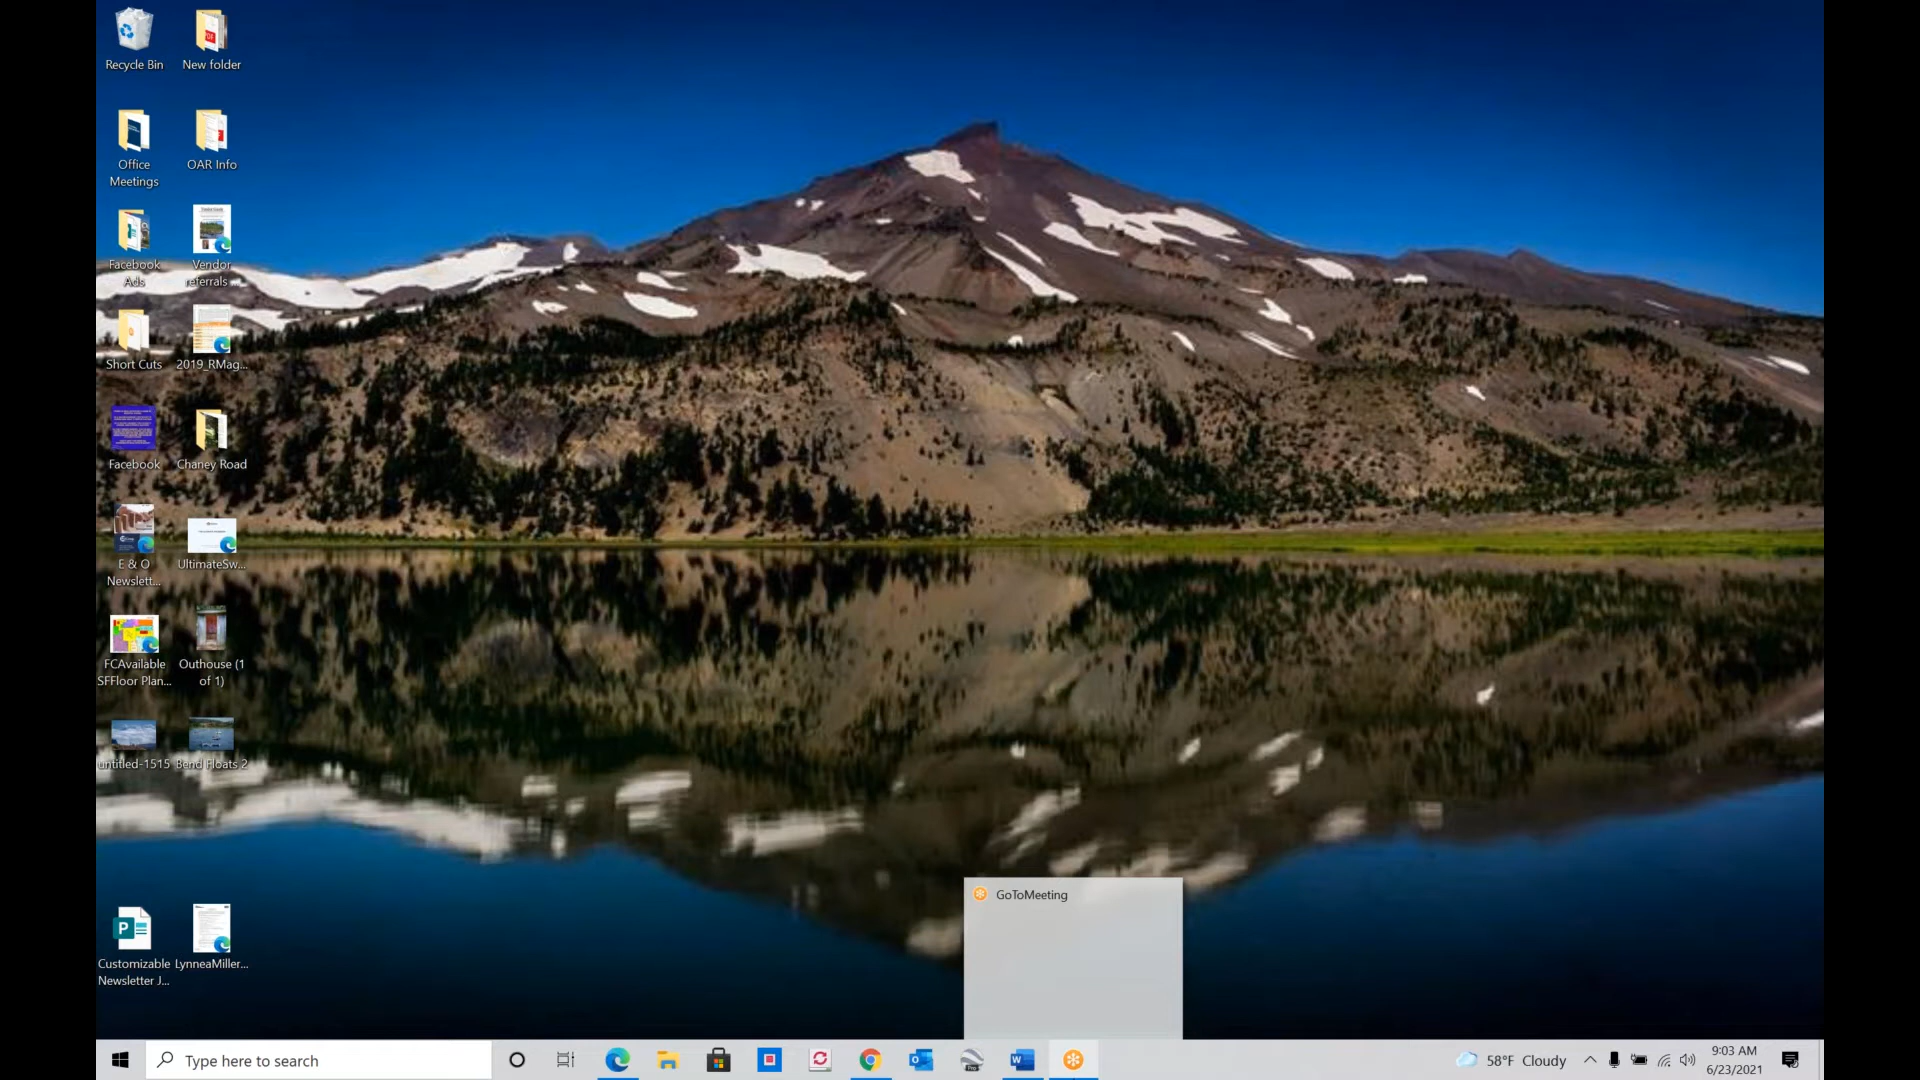 Recycle Bin
New folder
Office
Meetings
OAR Info
Facebook
Ads
Vendor
referrals ...
Short Cuts
2019_RMag...
Facebook
Chaney Road
E & O
Newslett...
UltimateSw...
FCAvailable
SFFloor Plan...
Outhouse (1
of 1)
untitled-1515
Bend Floats 2
Customizable
Newsletter J...
LynneaMiller...
GoToMeeting
Type here to search
58°F Cloudy
9:03 AM
6/23/2021